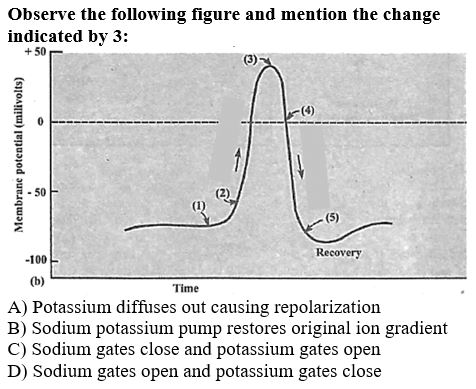 Observe the following figure and mention the change
indicated by 3:
+50
(3)
(4)
0
Membrane potential (milivolts)
-50
(2)
(1)
(5)
Recovery
-100
(b)
Time
A) Potassium diffuses out causing repolarization
B) Sodium potassium pump restores original ion gradient
C) Sodium gates close and potassium gates open
D) Sodium gates open and potassium gates close